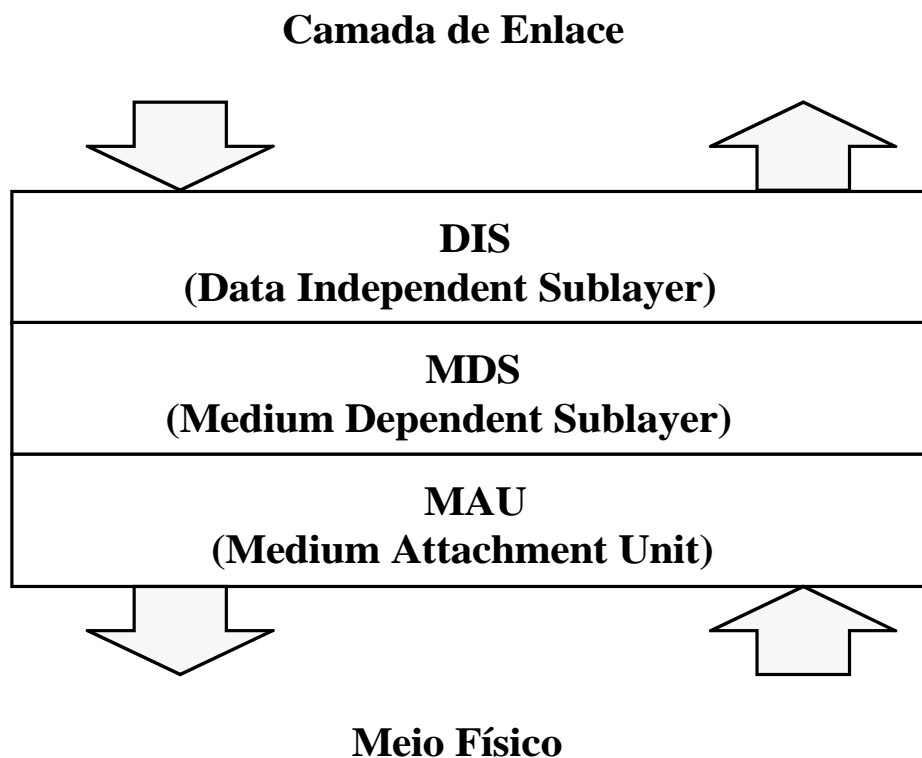 Camada de Enlace
DIS
(Data Independent Sublayer)
MDS
(Medium Dependent Sublayer)
MAU
(Medium Attachment Unit)
Meio Físico